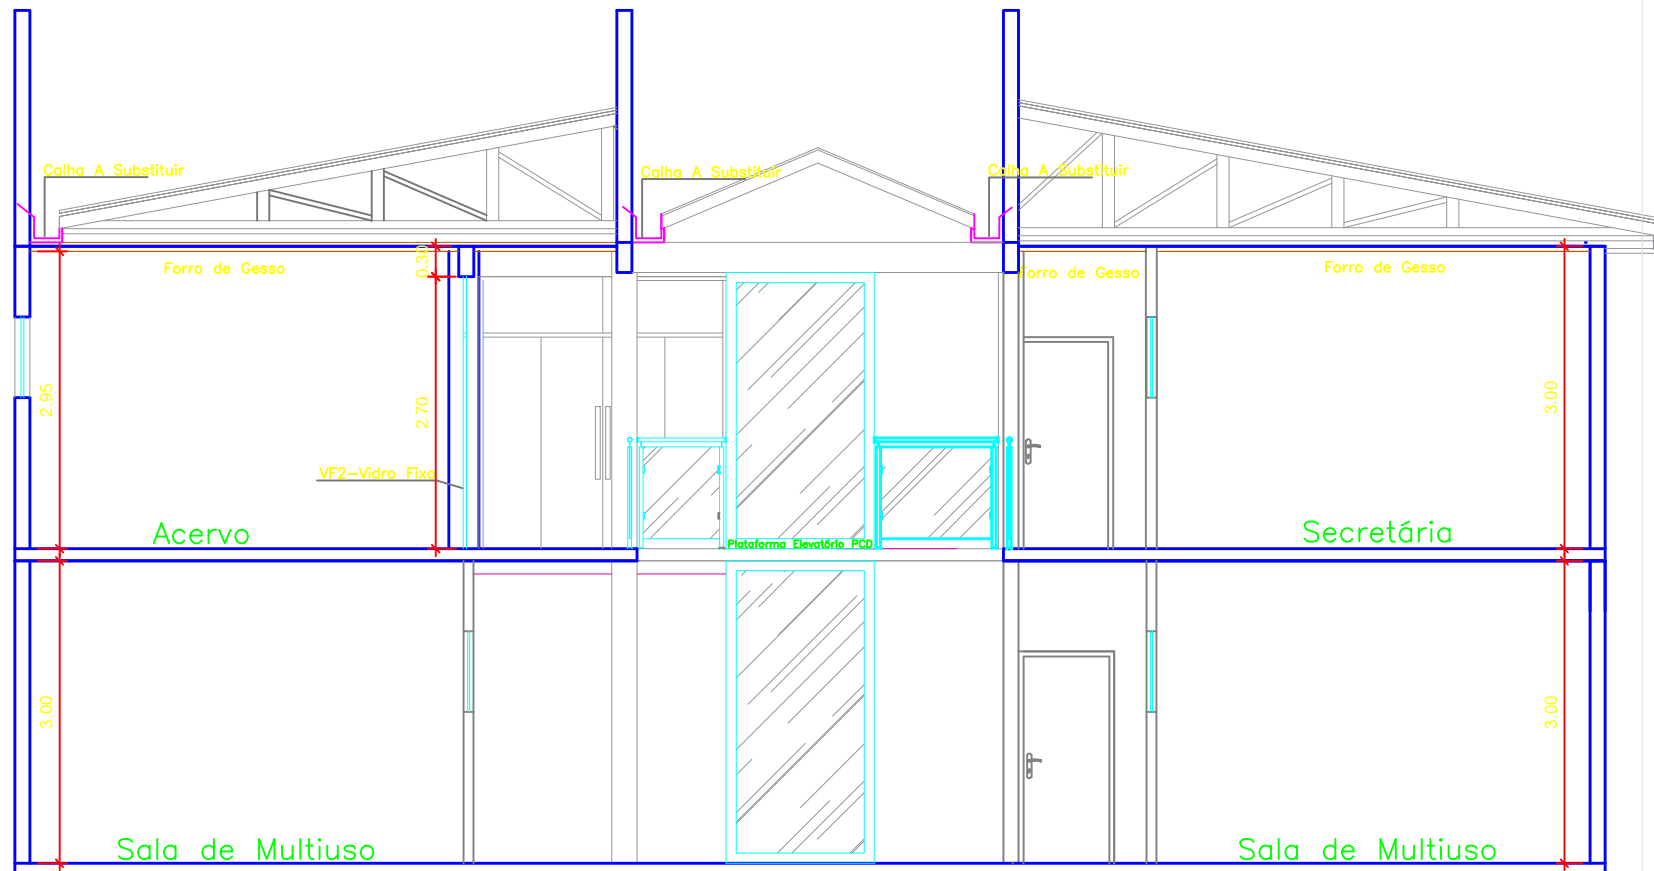 Calha A Substituir
Calha A Substituir
Calha A Substituir
0.30
Forro de Gesso
Forro de Gesso
Forro de Gesso
2.95
2.70
3.00
VF2-Vidro Fixo
Acervo
Plataforma Elevatório PCD
Secretária
3.00
3.00
Sala de Multiuso
Sala de Multiuso